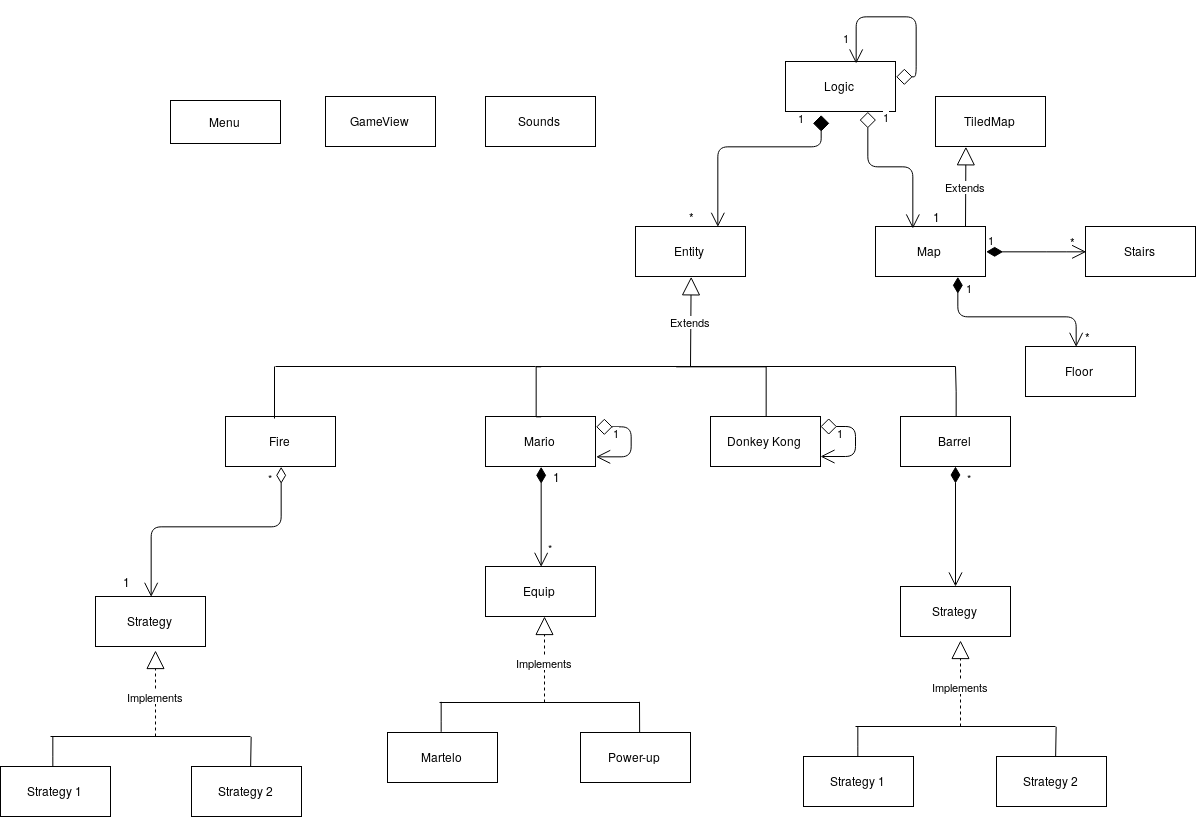 1
Logic
Menu
GameView
Sounds
1
1
TiledMap
Extends
*
1
Entity
Map
1
*
Stairs
1
Extends
*
Floor
Fire
Mario
1
Donkey Kong
1
Barrel
*
1
*
*
1
Equip
Strategy
Strategy
Implements
Implements
Implements
Martelo
Power-up
Strategy 1
Strategy 2
Strategy 1
Strategy 2